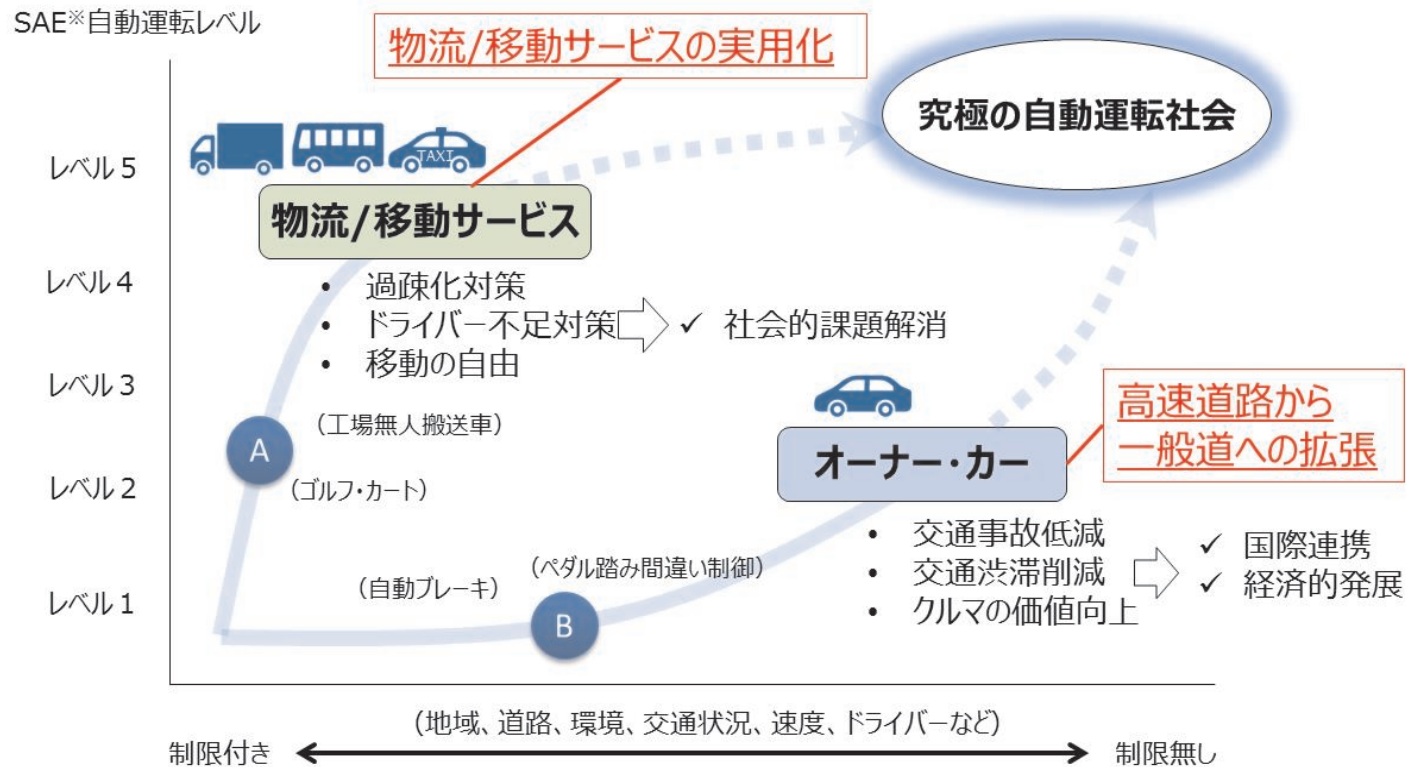 SAE※自動運転レベル
物流/移動サービスの実用化
究極の自動運転社会
TAXI
レベル5
物流/移動サービス
レベル4
• 過疎化対策
• ドライバー不足対策
✓ 社会的課題解消
• 移動の自由
レベル3
高速道路から
一般道への拡張
(工場無人搬送車)
A
オーナー・カー
レベル2
(ゴルフ・カート)
• 交通事故低減
• 交通渋滞削減
• クルマの価値向上
✓ 国際連携
✓ 経済的発展
(ペダル踏み間違い制御)
(自動ブレーキ)
レベル1
B
(地域、道路、環境、交通状況、速度、ドライバーなど)
制限付き
制限無し